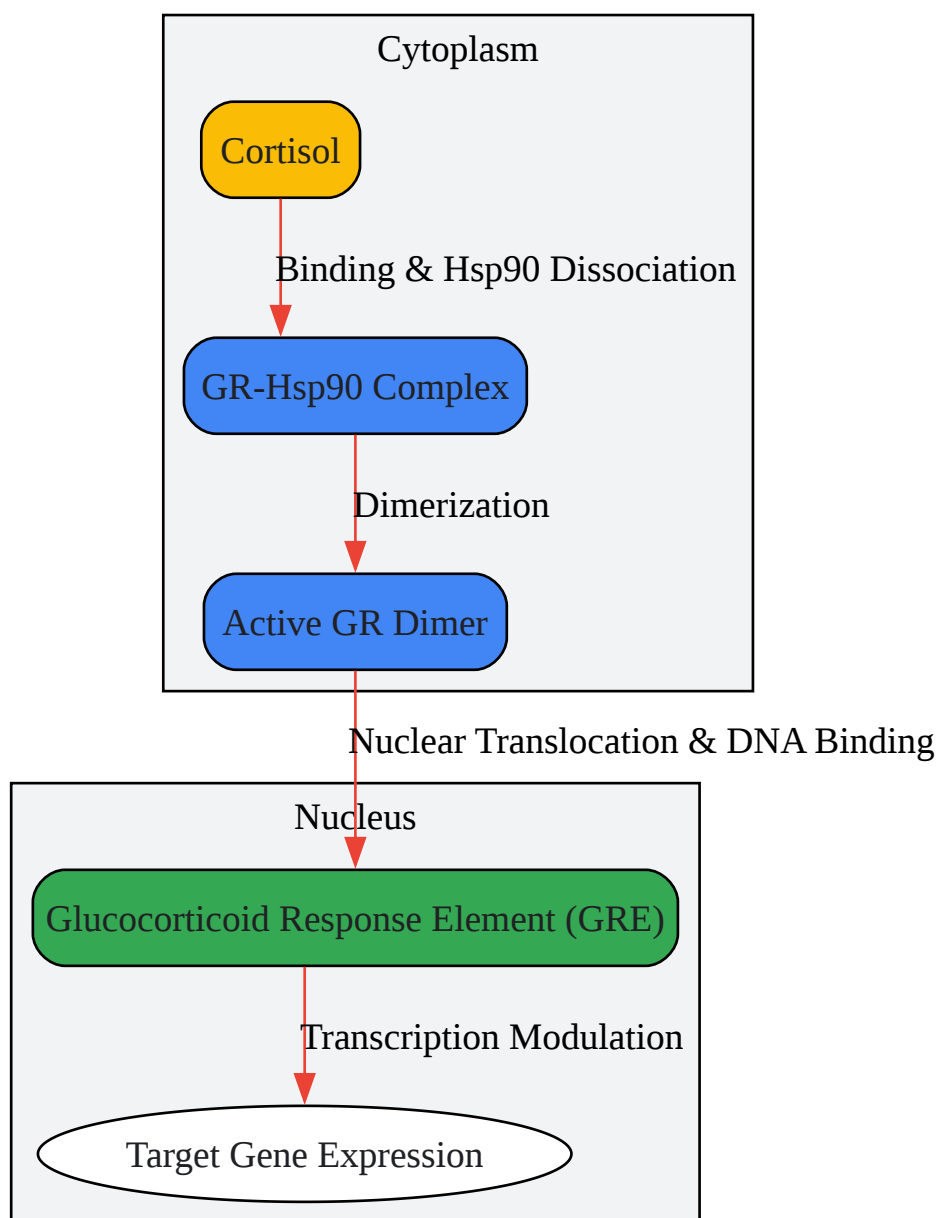 Cytoplasm
Cortisol
Binding & Hsp90 Dissociation
GR-Hsp90 Complex
Dimerization
Active GR Dimer
Nuclear Translocation & DNA Binding
Nucleus
Glucocorticoid Response Element (GRE)
Transcription Modulation
Target Gene Expression